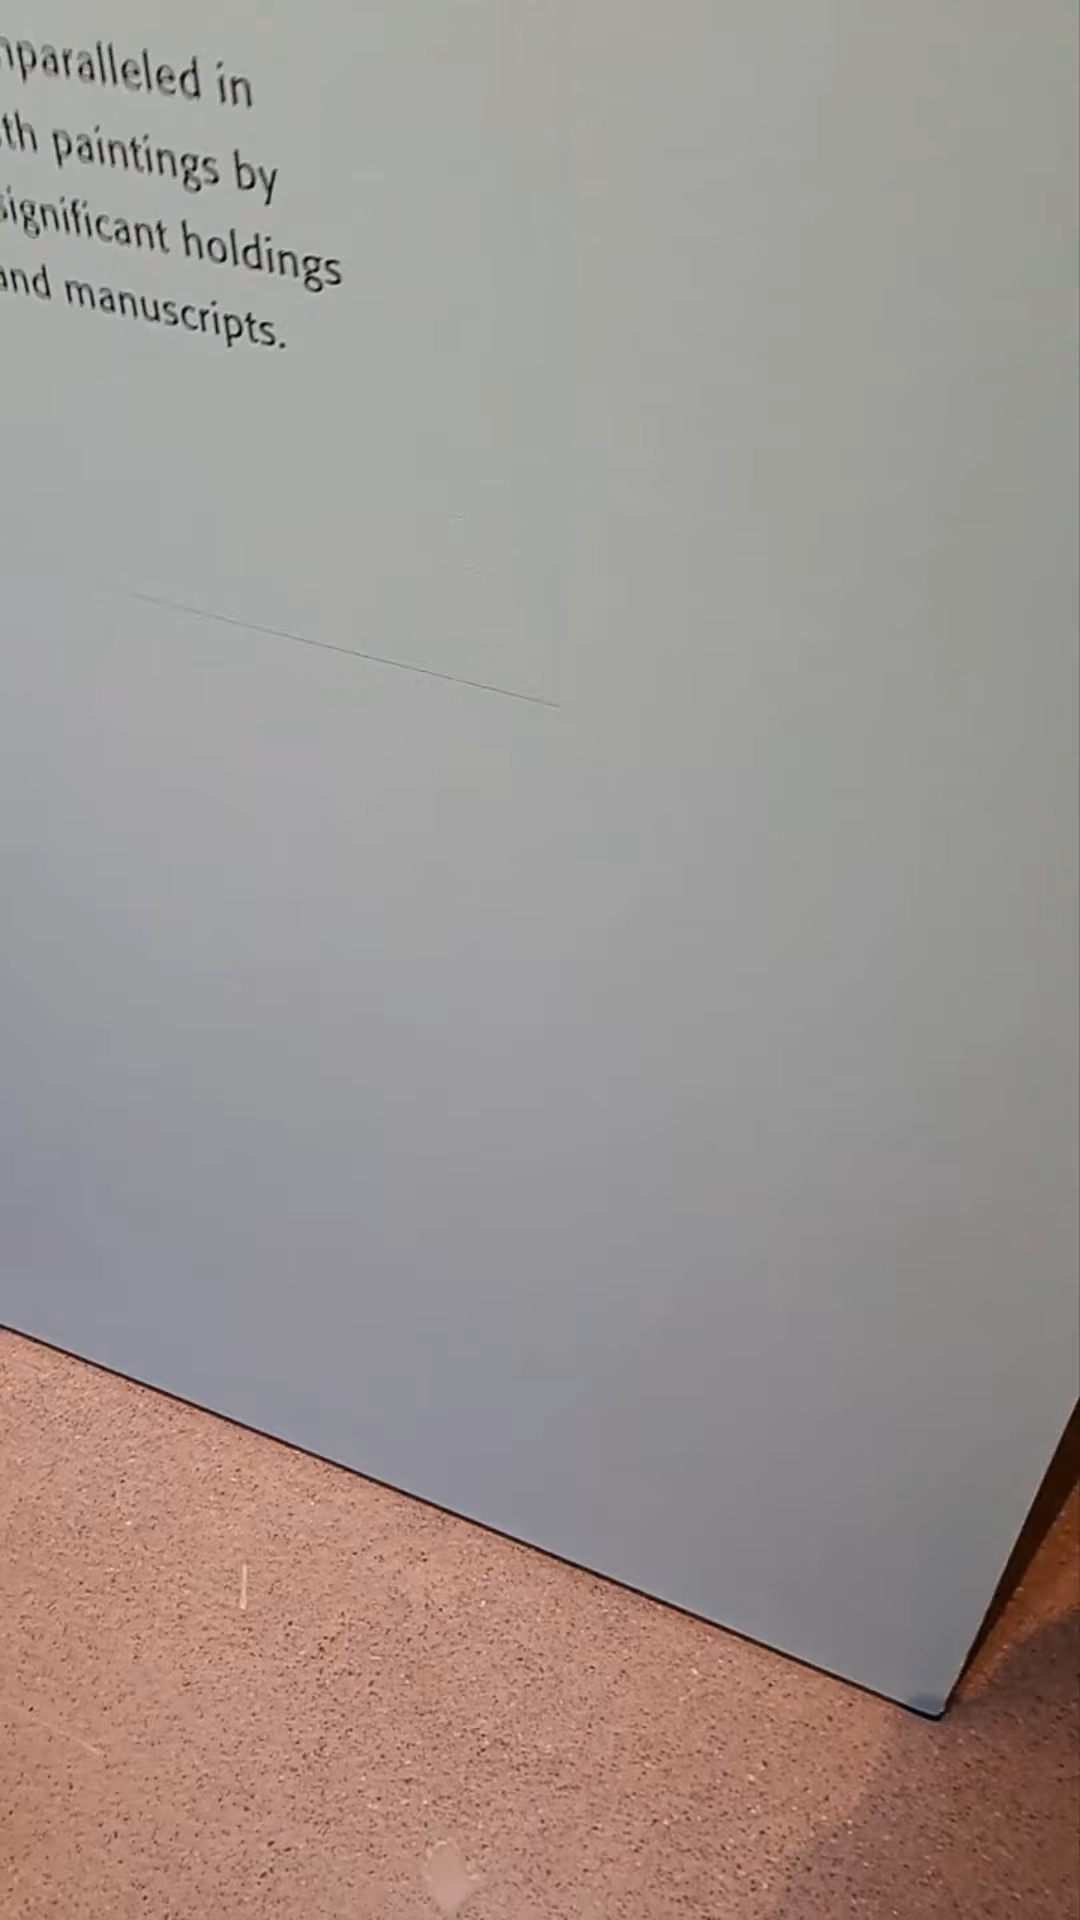 paralleled in
th paintings by
significant holdings
and manuscripts.